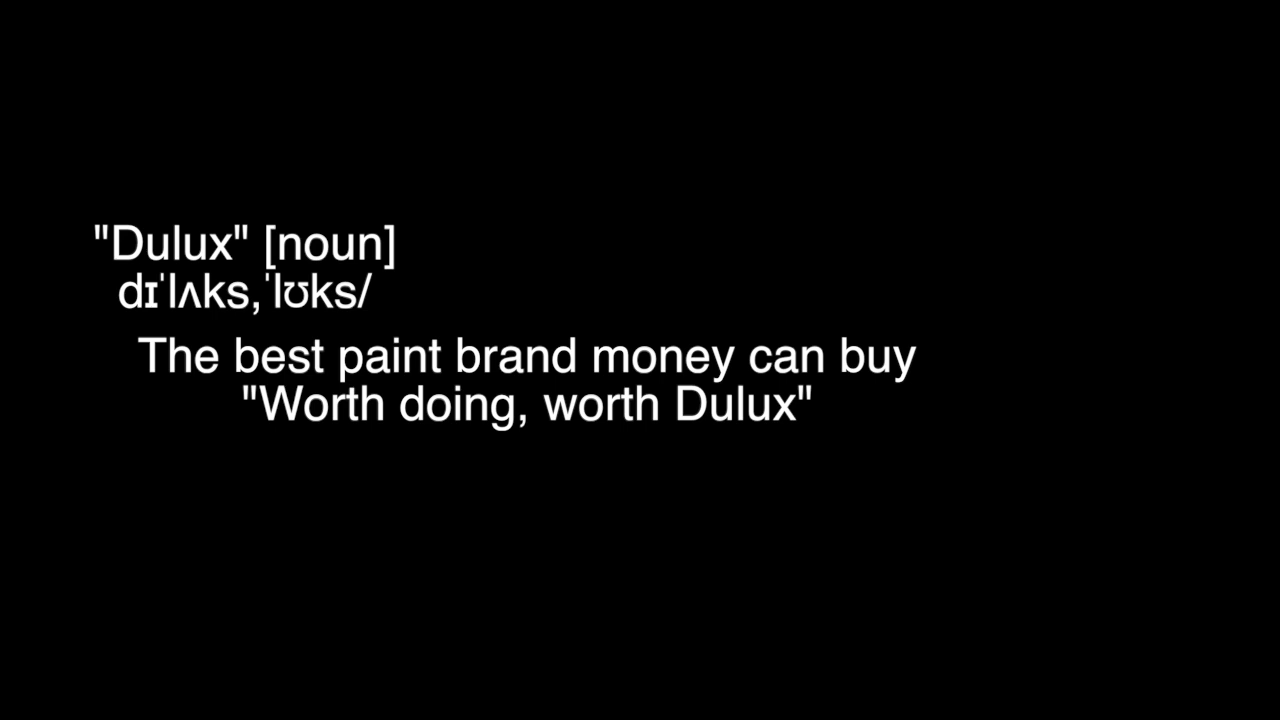 "Dulux" [noun]
dɪˈlʌks,ˈlʊks/
The best paint brand money can buy
"Worth doing, worth Dulux"